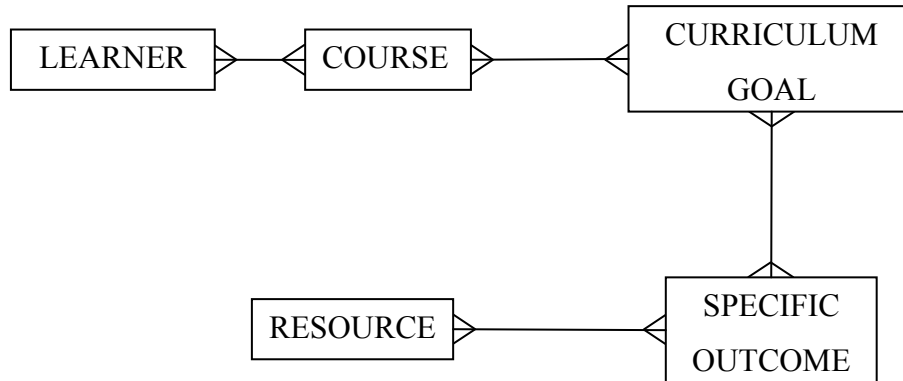 LEARNER
COURSE
CURRICULUM
GOAL
RESOURCE
SPECIFIC
OUTCOME